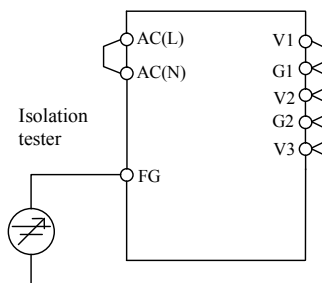 AC(L)
AC(N)
Isolation
tester
FG
V1
G1
V2
G2
V3